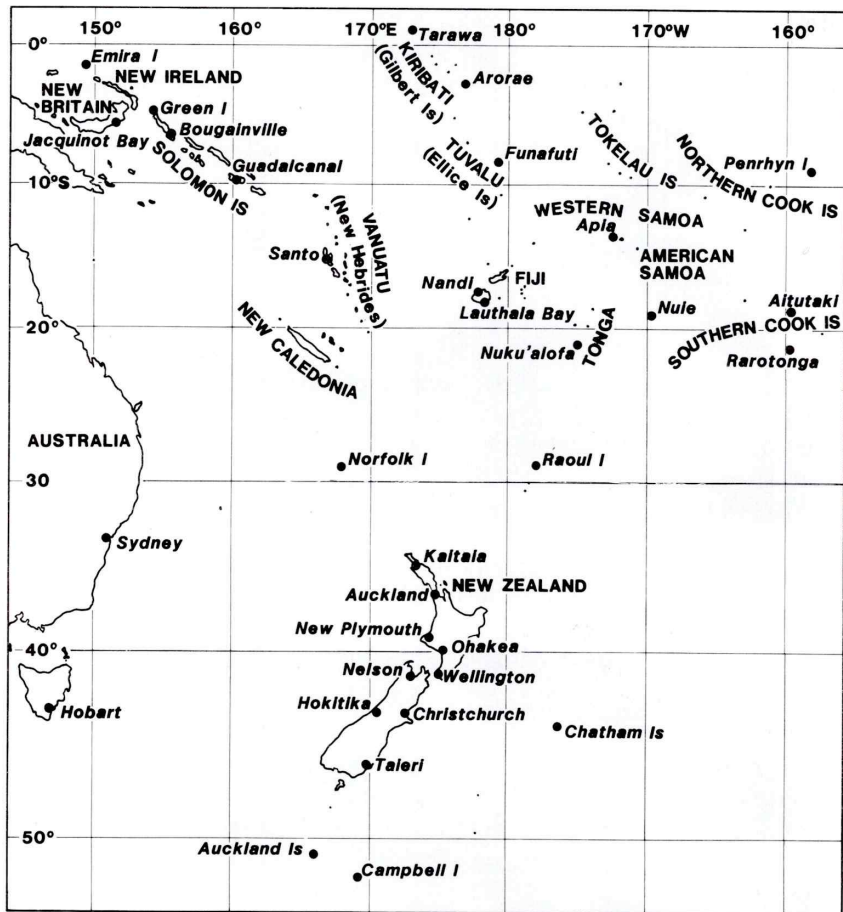 150°
160°
170°E
180°
170°W
160°
0°
Tarawa
Emira I
NEW IRELAND
KIRIBATI
(Gilbert Is)
Arorae
NEW
BRITAIN
Green I
Bougainville
Jacquinot Bay
SOLOMON IS
TUVALU
(Ellice Is)
Funafuti
TOKELAU IS
NORTHERN COOK IS
Penrhyn I
Guadalcanal
10°S
WESTERN SAMOA
Apia
AMERICAN
SAMOA
VANUATU
(New Hebrides)
Santo
Nandi
FIJI
Lauthala Bay
Nuie
Aitutaki
20°
NEW CALEDONIA
Nuku'alofa
TONGA
SOUTHERN COOK IS
Rarotonga
AUSTRALIA
Norfolk I
Raoul I
30
Sydney
Kaitaia
NEW ZEALAND
Auckland
New Plymouth
Ohakea
40°
Nelson
Wellington
Hobart
Hokitika
Christchurch
Chatham Is
Taieri
50°
Auckland Is
Campbell I